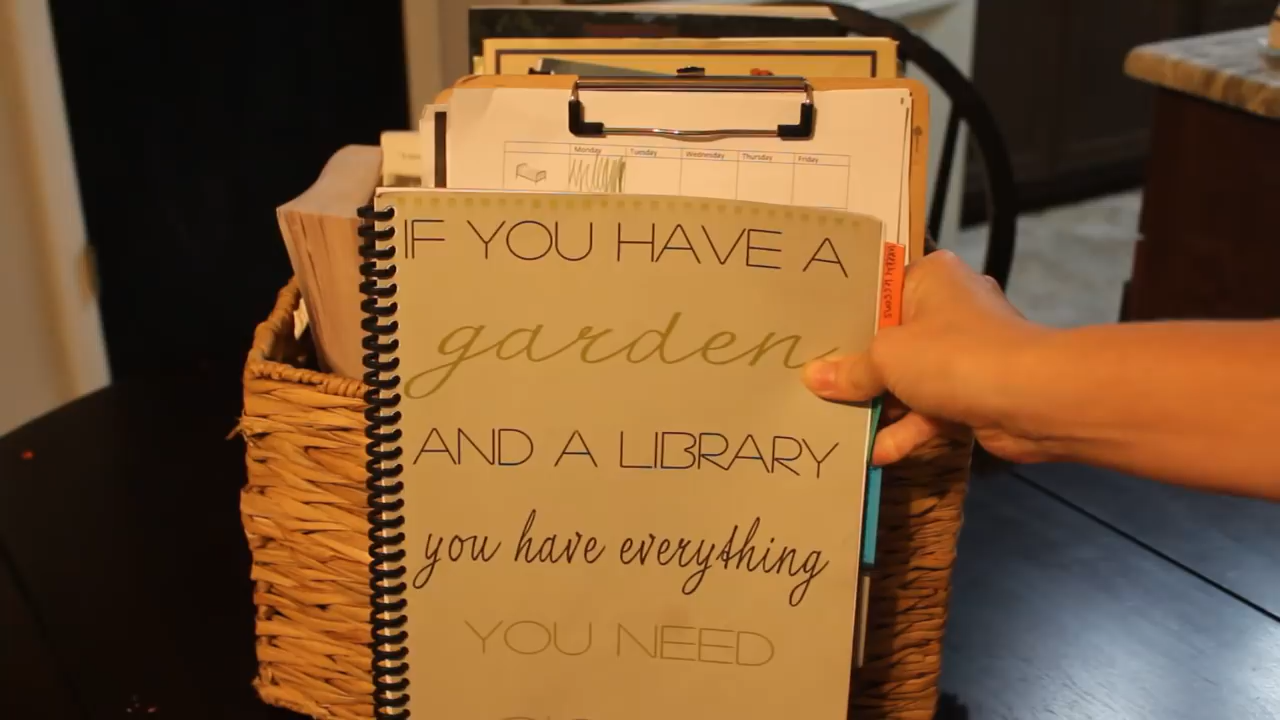 Monday Tuesday Wednesday Thursday Friday
IF YOU HAVE A
garden
AND A LIBRARY
you have everything
YOU NEED